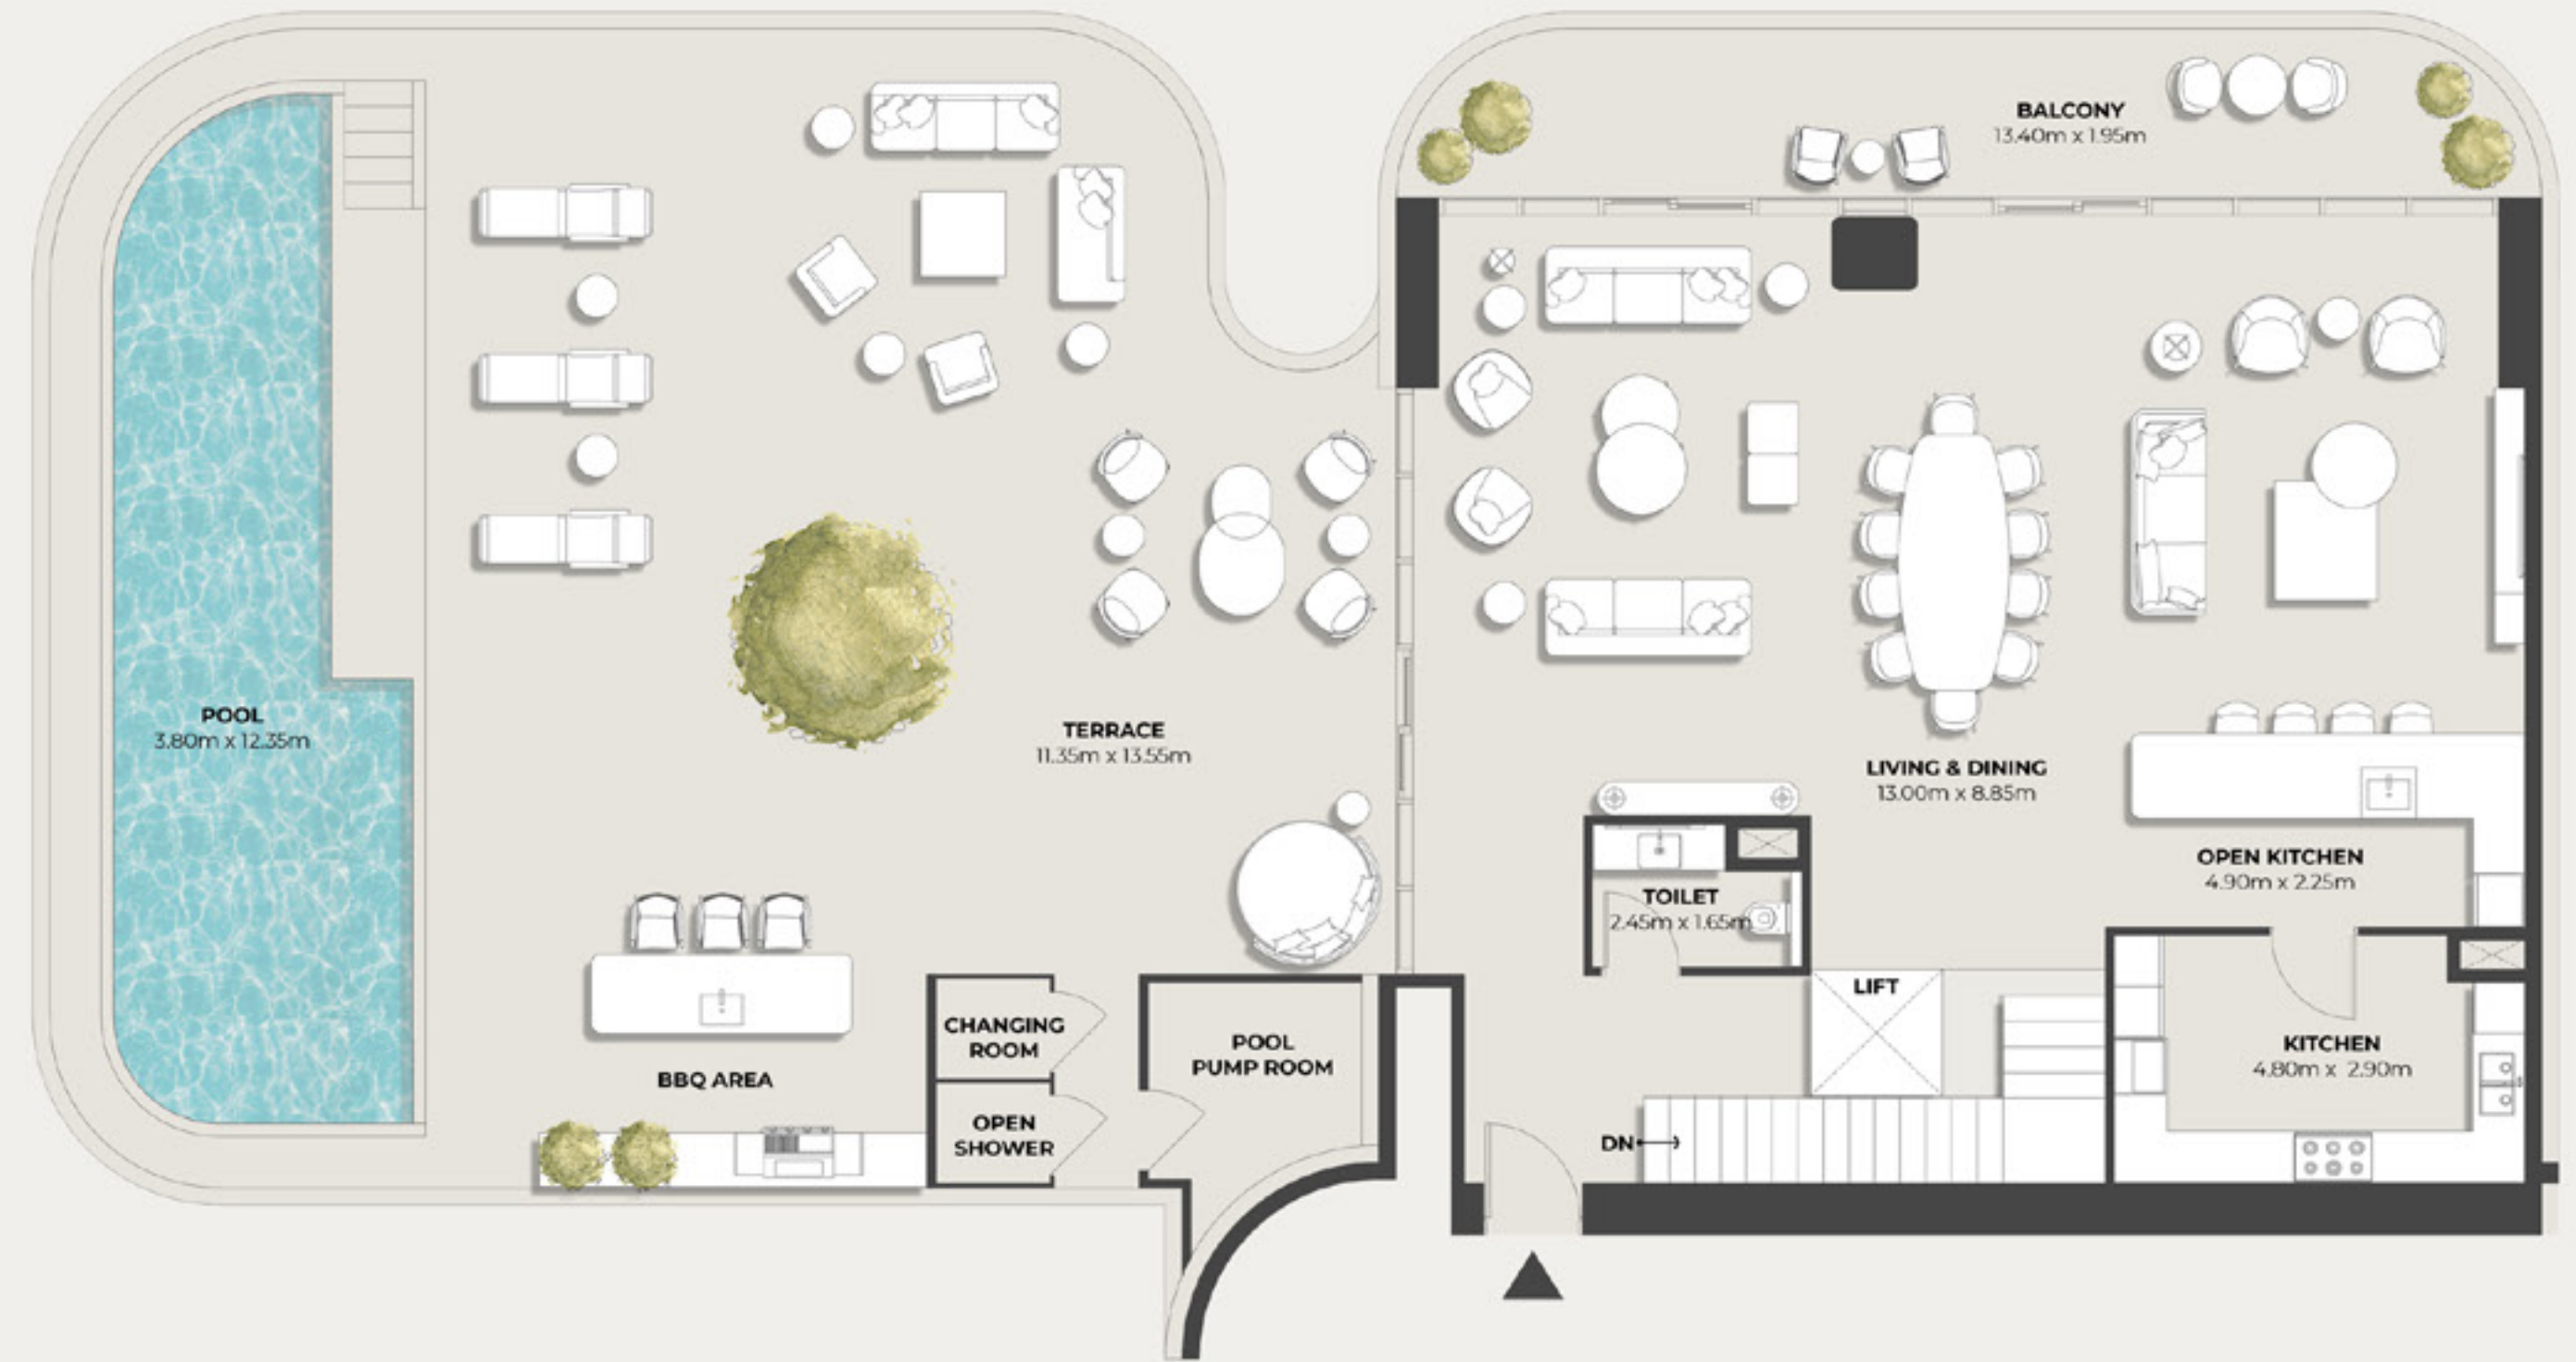 BALCONY
13.40m x 1.95m
POOL
3.80m x 12.35m
TERRACE
11.35m x 13.55m
LIVING & DINING
13.00m x 8.85m
OPEN KITCHEN
4.90m x 2.25m
TOILET
2.45m x 1.65m
LIFT
CHANGING
ROOM
POOL
PUMP ROOM
KITCHEN
4.80m x 2.90m
BBQ AREA
OPEN
SHOWER
DN